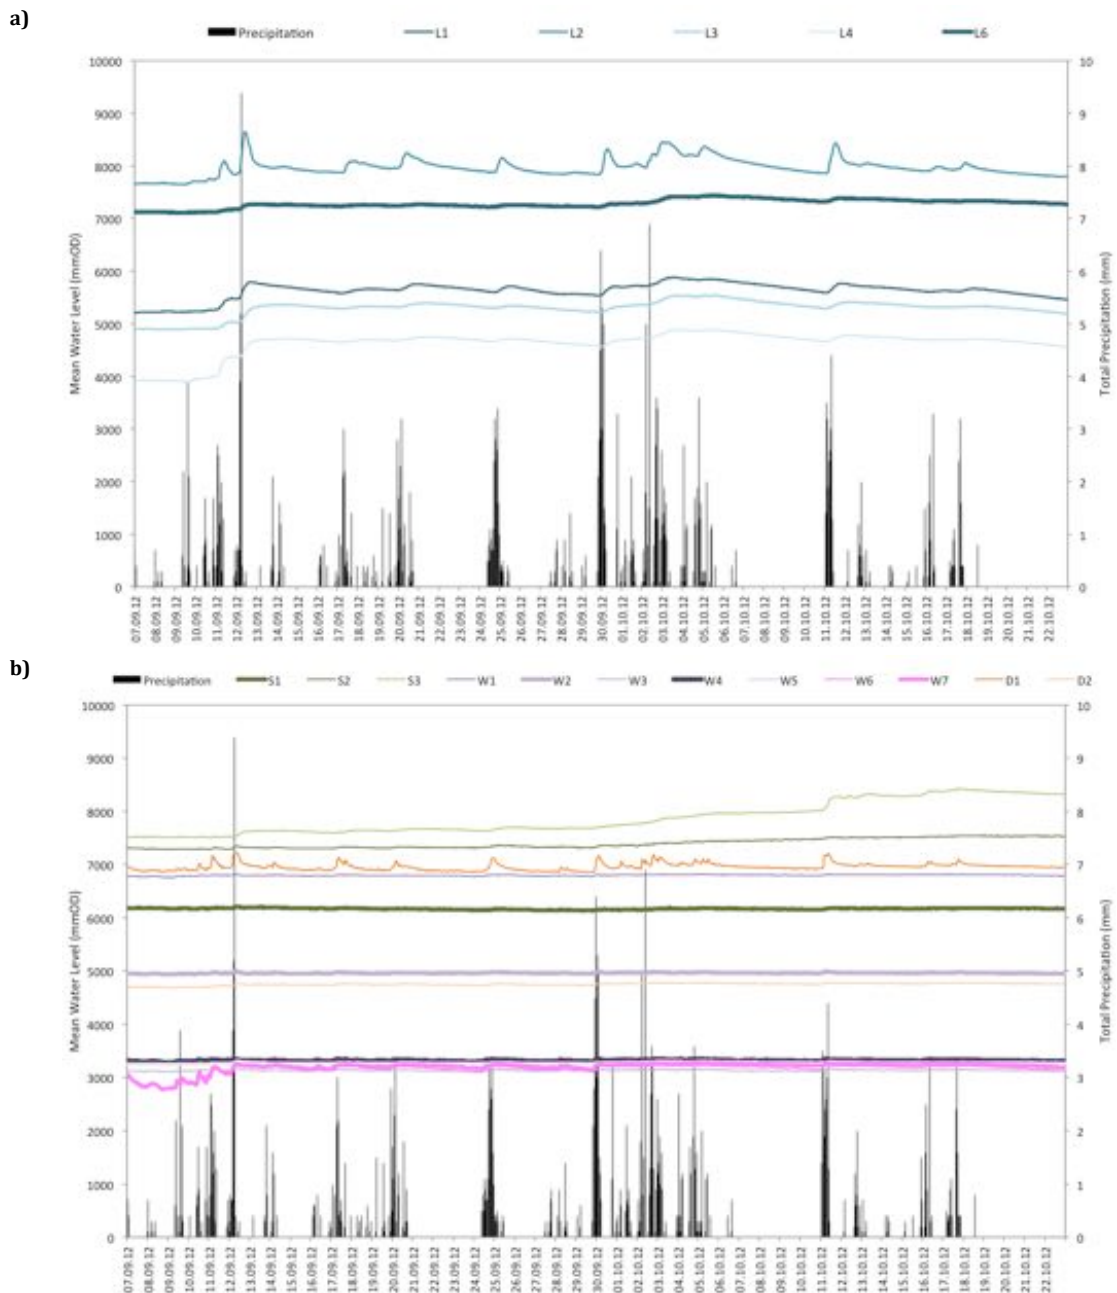 a)
Precipitation L1 L2 L3 L4 L6
10000 10
9000 9
8000 8
7000 7
6000 6
5000 5
4000 4
3000 3
2000 2
1000 1
0 0
Mean Water Level (mmOD)
Total Precipitation (mm)
07.09.12 08.09.12 09.09.12 10.09.12 11.09.12 12.09.12 13.09.12 14.09.12 15.09.12 16.09.12 17.09.12 18.09.12 19.09.12 20.09.12 21.09.12 22.09.12 23.09.12 24.09.12 25.09.12 26.09.12 27.09.12 28.09.12 29.09.12 30.09.12 01.10.12 02.10.12 03.10.12 04.10.12 05.10.12 06.10.12 07.10.12 08.10.12 09.10.12 10.10.12 11.10.12 12.10.12 13.10.12 14.10.12 15.10.12 16.10.12 17.10.12 18.10.12 19.10.12 20.10.12 21.10.12 22.10.12
b)
Precipitation S1 S2 S3 W1 W2 W3 W4 W5 W6 W7 D1 D2
10000 10
9000 9
8000 8
7000 7
6000 6
5000 5
4000 4
3000 3
2000 2
1000 1
0 0
Mean Water Level (mmOD)
Total Precipitation (mm)
07.09.12 08.09.12 09.09.12 10.09.12 11.09.12 12.09.12 13.09.12 14.09.12 15.09.12 16.09.12 17.09.12 18.09.12 19.09.12 20.09.12 21.09.12 22.09.12 23.09.12 24.09.12 25.09.12 26.09.12 27.09.12 28.09.12 29.09.12 30.09.12 01.10.12 02.10.12 03.10.12 04.10.12 05.10.12 06.10.12 07.10.12 08.10.12 09.10.12 10.10.12 11.10.12 12.10.12 13.10.12 14.10.12 15.10.12 16.10.12 17.10.12 18.10.12 19.10.12 20.10.12 21.10.12 22.10.12